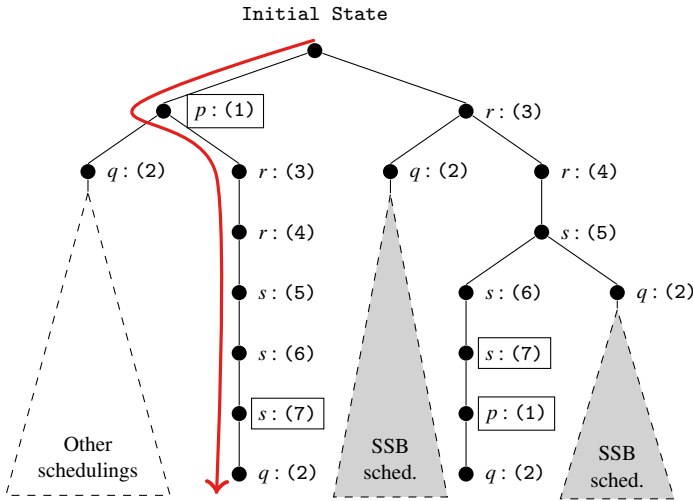 Initial State
p: (1)
r: (3)
q: (2)
r: (3)
q: (2)
r: (4)
r: (4)
s: (5)
s: (5)
s: (6)
q: (2)
s: (6)
s: (7)
s: (7)
p: (1)
Other
schedulings
SSB
sched.
SSB
sched.
q: (2)
q: (2)